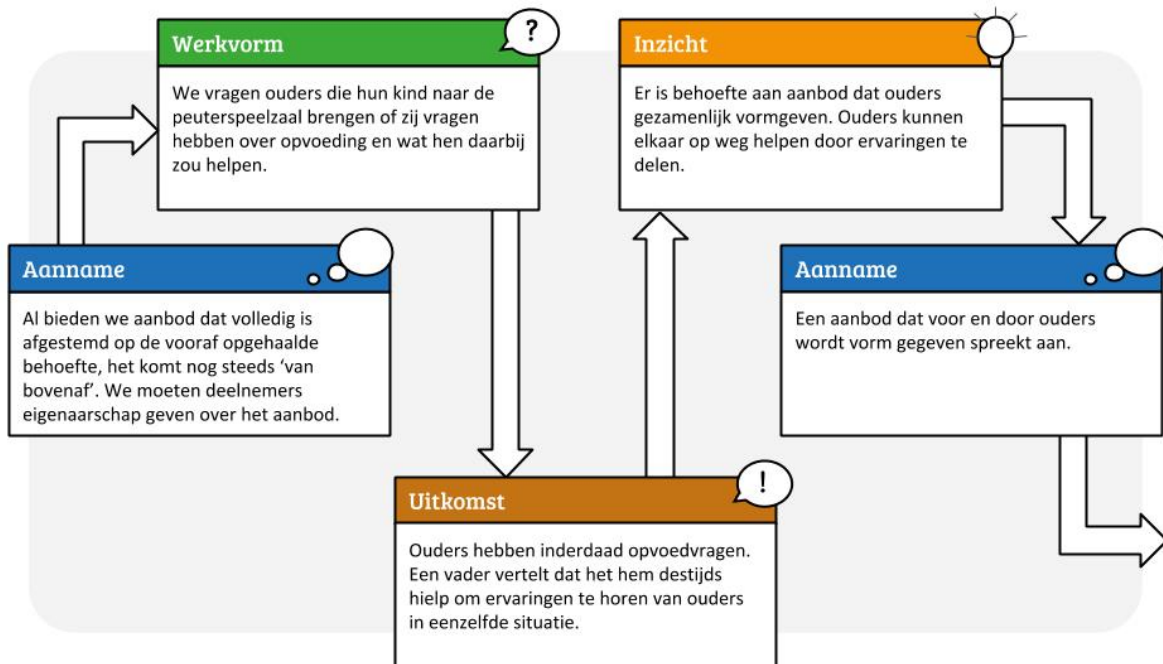 Werkvorm
?
We vragen ouders die hun kind naar de
peuterspeelzaal brengen of zij vragen
hebben over opvoeding en wat hen daarbij
zou helpen.
Inzicht
Er is behoefte aan aanbod dat ouders
gezamenlijk vormgeven. Ouders kunnen
elkaar op weg helpen door ervaringen te
delen.
Aanname
Al bieden we aanbod dat volledig is
afgestemd op de vooraf opgehaalde
behoefte, het komt nog steeds ‘van
bovenaf’. We moeten deelnemers
eigenaarschap geven over het aanbod.
Aanname
Een aanbod dat voor en door ouders
wordt vorm gegeven spreekt aan.
Uitkomst
!
Ouders hebben inderdaad opvoedvragen.
Een vader vertelt dat het hem destijds
hielp om ervaringen te horen van ouders
in eenzelfde situatie.